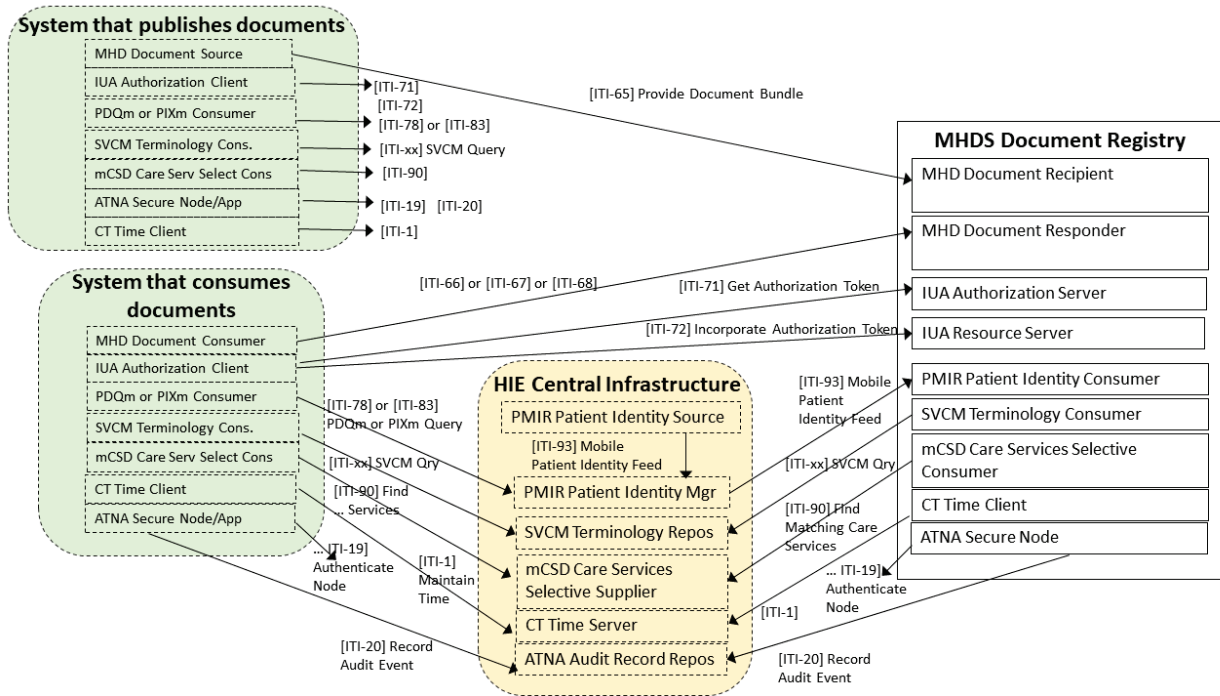 System that publishes documents
MHD Document Source
IUA Authorization Client
[ITI-71]
[ITI-72]
PDQm or PIXm Consumer
[ITI-78] or [ITI-83]
SVCM Terminology Cons.
[ITI-xx] SVCM Query
mCSD Care Serv Select Cons
[ITI-90]
ATNA Secure Node/App
[ITI-19] [ITI-20]
CT Time Client
[ITI-1]
[ITI-65] Provide Document Bundle
MHDS Document Registry
MHD Document Recipient
MHD Document Responder
IUA Authorization Server
IUA Resource Server
PMIR Patient Identity Consumer
SVCM Terminology Consumer
mCSD Care Services Selective
Consumer
CT Time Client
ATNA Secure Node
System that consumes
documents
MHD Document Consumer
IUA Authorization Client
PDQm or PIXm Consumer
SVCM Terminology Cons.
mCSD Care Serv Select Cons
CT Time Client
ATNA Secure Node/App
[ITI-66] or [ITI-67] or [ITI-68]
[ITI-71] Get Authorization Token
[ITI-72] Incorporate Authorization Token
[ITI-78] or [ITI-83]
PDQm or PIXm Query
[ITI-xx] SVCM Qry
[ITI-90] Find
... Services
... ITI-19]
Authenticate
Node
[ITI-1]
Maintain
Time
[ITI-20] Record
Audit Event
HIE Central Infrastructure
PMIR Patient Identity Source
[ITI-93] Mobile
Patient Identity Feed
PMIR Patient Identity Mgr
SVCM Terminology Repos
mCSD Care Services
Selective Supplier
CT Time Server
ATNA Audit Record Repos
[ITI-93] Mobile
Patient
Identity Feed
[ITI-xx] SVCM Qry
[ITI-90] Find
Matching Care
Services
... ITI-19]
Authenticate
Node
[ITI-1]
[ITI-20] Record
Audit Event